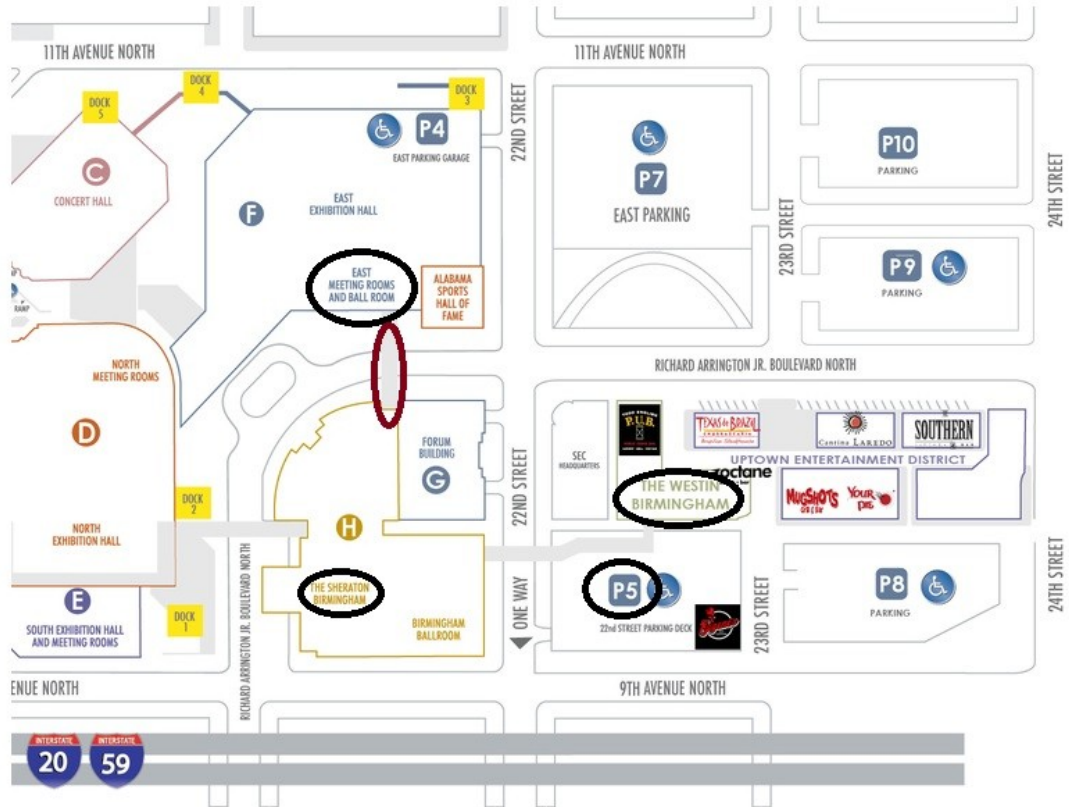 11TH AVENUE NORTH
11TH AVENUE NORTH
DOCK
5
DOCK
4
DOCK
3
P4
EAST PARKING GARAGE
C
CONCERT HALL
F
EAST
EXHIBITION HALL
EAST
MEETING ROOMS
AND BALL ROOM
ALABAMA
SPORTS
HALL OF
FAME
RAMP
22ND STREET
P7
EAST PARKING
23RD STREET
P10
PARKING
P9
PARKING
24TH STREET
RICHARD ARRINGTON JR. BOULEVARD NORTH
NORTH
MEETING ROOMS
D
NORTH
EXHIBITION HALL
DOCK
2
E
SOUTH EXHIBITION HALL
AND MEETING ROOMS
DOCK
1
RICHARD ARRINGTON JR. BOULEVARD NORTH
FORUM
BUILDING
G
H
THE SHERATON
BIRMINGHAM
BIRMINGHAM
BALLROOM
22ND STREET
ONE WAY
SEC
HEADQUARTERS
P.U.B.
TEXAS de BRAZIL
Cantina LAREDO
SOUTHERN
UPTOWN ENTERTAINMENT DISTRICT
octane
THE WESTIN
BIRMINGHAM
MUGSHOTS
YOUR
PIE
P5
22nd STREET PARKING DECK
23RD STREET
P8
PARKING
24TH STREET
ENUE NORTH
9TH AVENUE NORTH
INTERSTATE
20
INTERSTATE
59